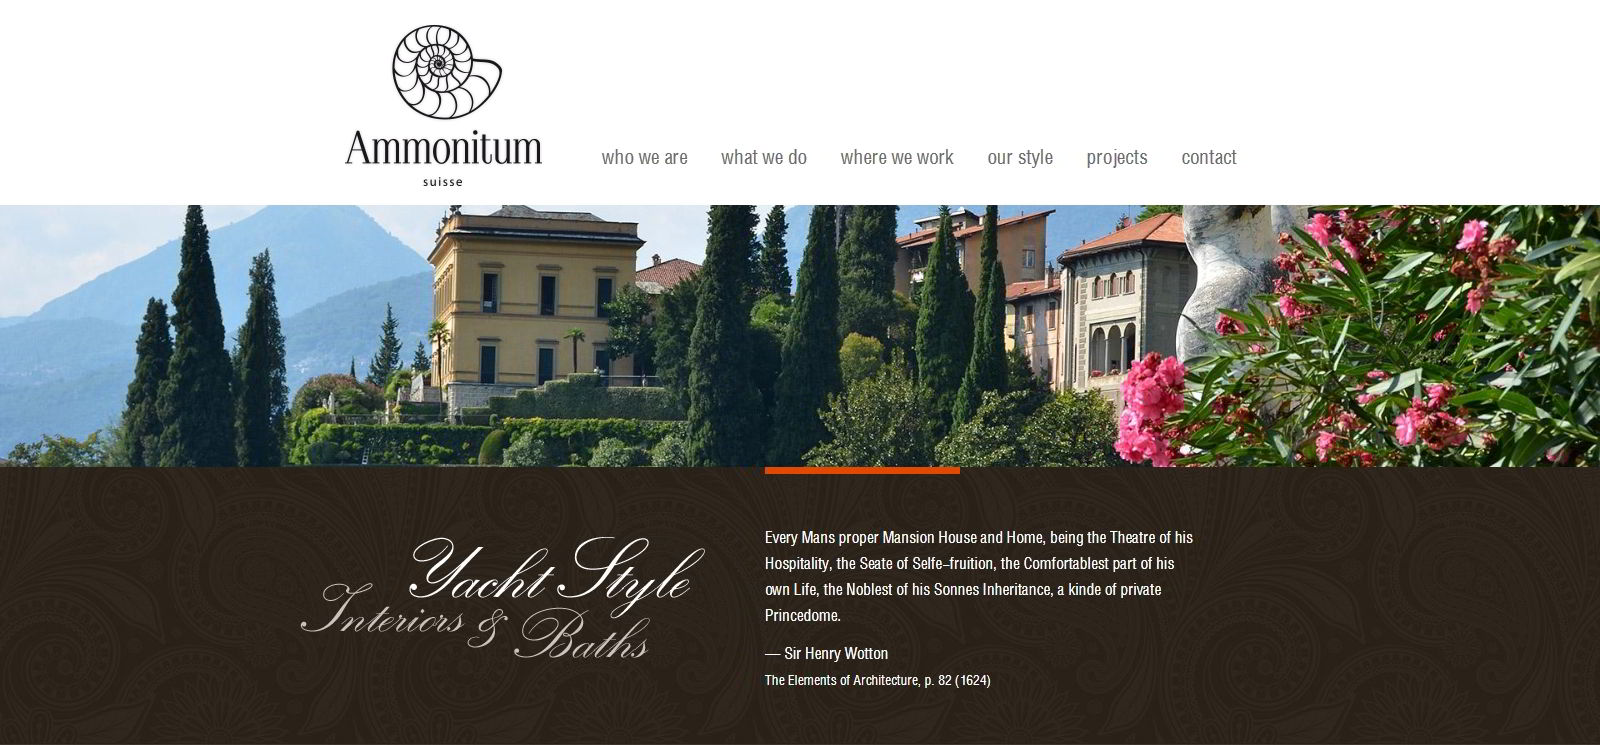 Ammonitum
suisse
who we are what we do where we work our style projects contact
Yacht Style
Interiors & Baths
Every Mans proper Mansion House and Home, being the Theatre of his
Hospitality, the Seate of Selfe–fruition, the Comfortablest part of his
own Life, the Noblest of his Sonnes Inheritance, a kinde of private
Princedome.
— Sir Henry Wotton
The Elements of Architecture, p. 82 (1624)